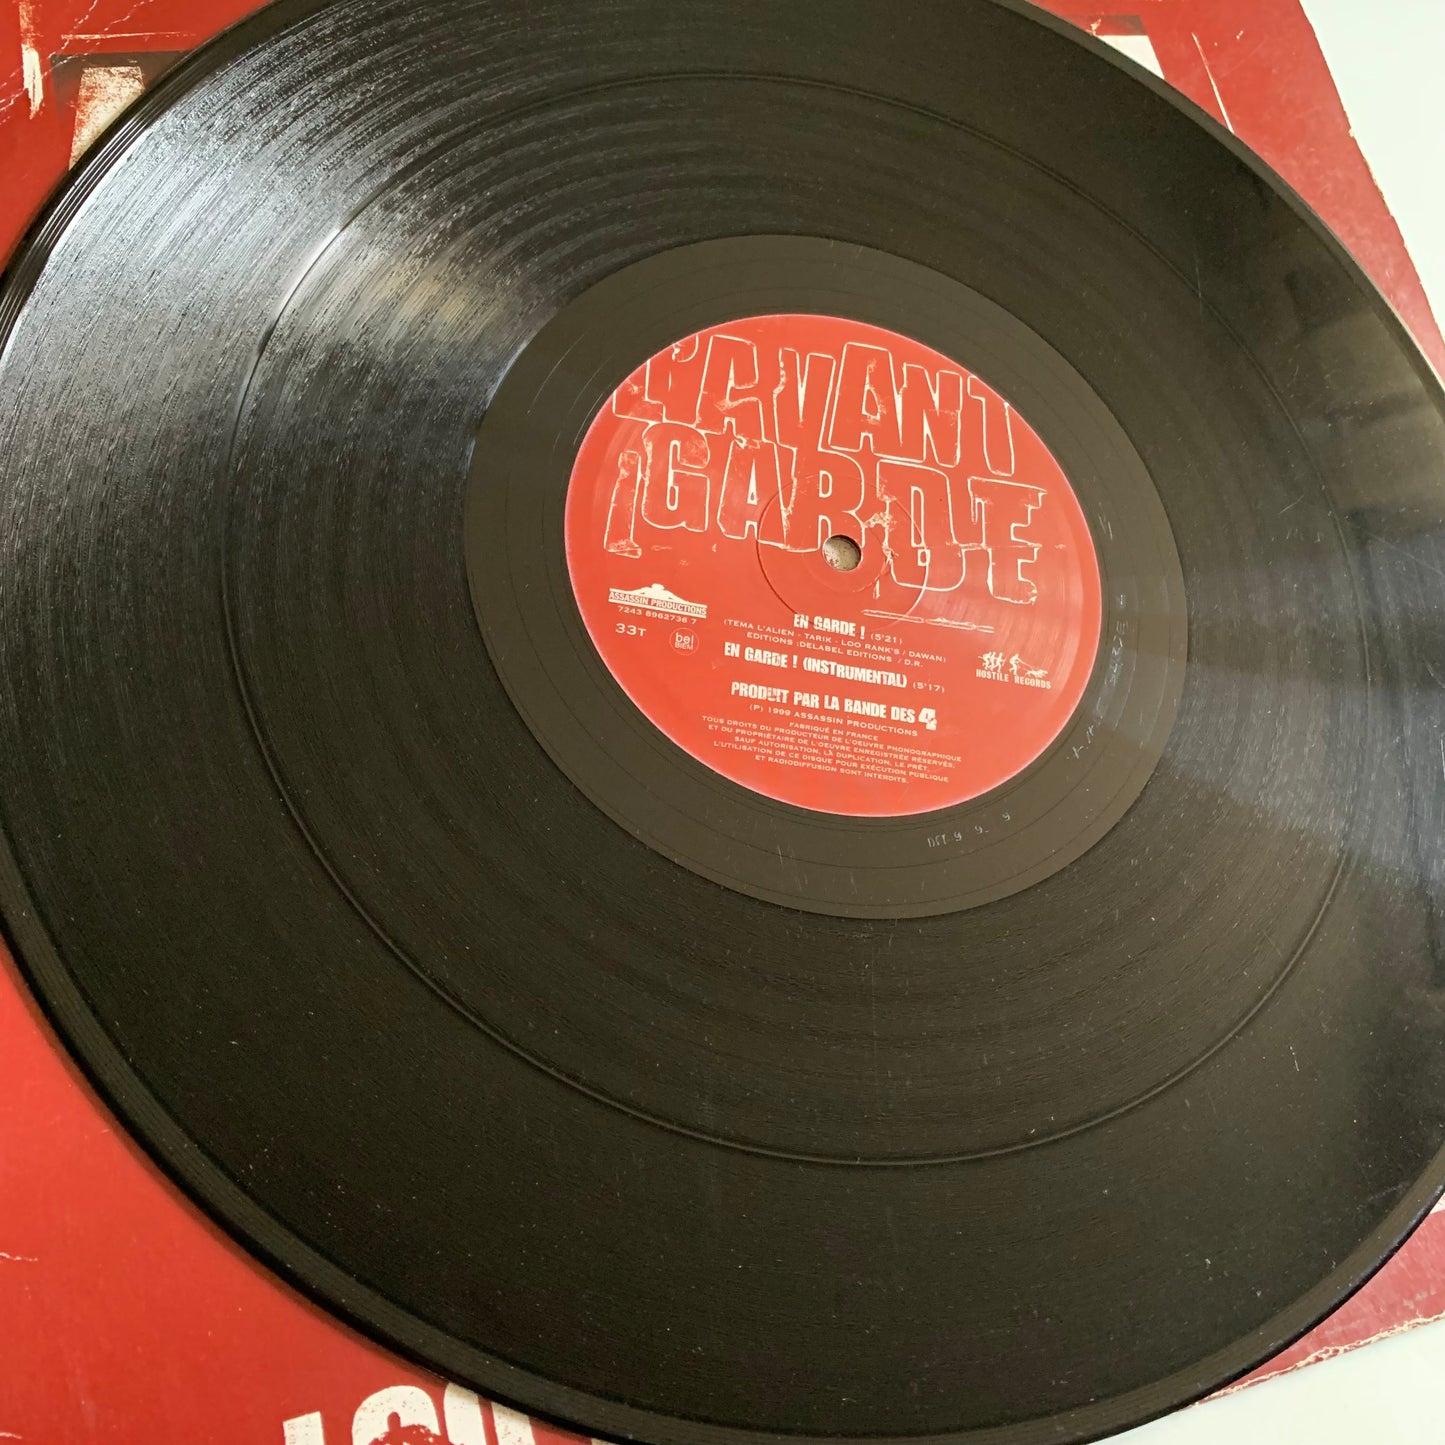 L'AVANT
GARDE
ASSASSIN PRODUCTIONS
7243 8962736 7
33T
bel
BIEM
EN GARDE ! (5'21)
(TEMA L'ALIEN - TARIK - LOO RANK'S / DAWAN)
EDITIONS :DELABEL EDITIONS / D.R.
EN GARDE ! (INSTRUMENTAL) (5'17)
HOSTILE RECORDS
PRODUIT PAR LA BANDE DES 4
(P) 1999 ASSASSIN PRODUCTIONS
FABRIQUÉ EN FRANCE
TOUS DROITS DU PRODUCTEUR DE L'OEUVRE PHONOGRAPHIQUE
ET DU PROPRIÉTAIRE DE L'OEUVRE ENREGISTRÉE RÉSERVÉS.
SAUF AUTORISATION, LA DUPLICATION, LE PRÊT,
L'UTILISATION DE CE DISQUE POUR EXÉCUTION PUBLIQUE
ET RADIODIFFUSION SONT INTERDITS.